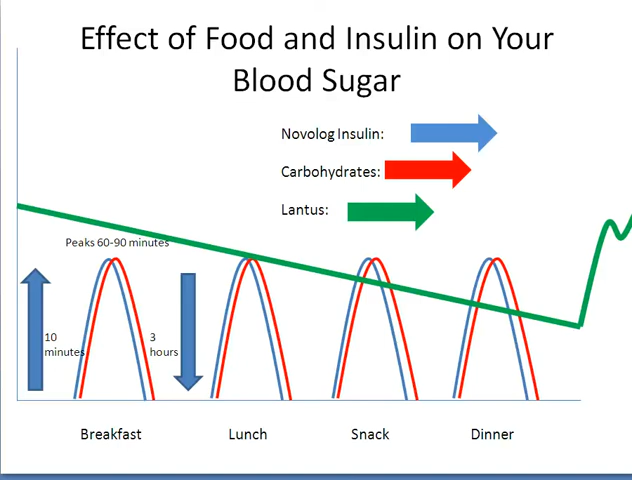 Effect of Food and Insulin on Your
Blood Sugar
Novolog Insulin:
Carbohydrates:
Lantus:
Peaks 60-90 minutes
10
minutes
3
hours
Breakfast
Lunch
Snack
Dinner